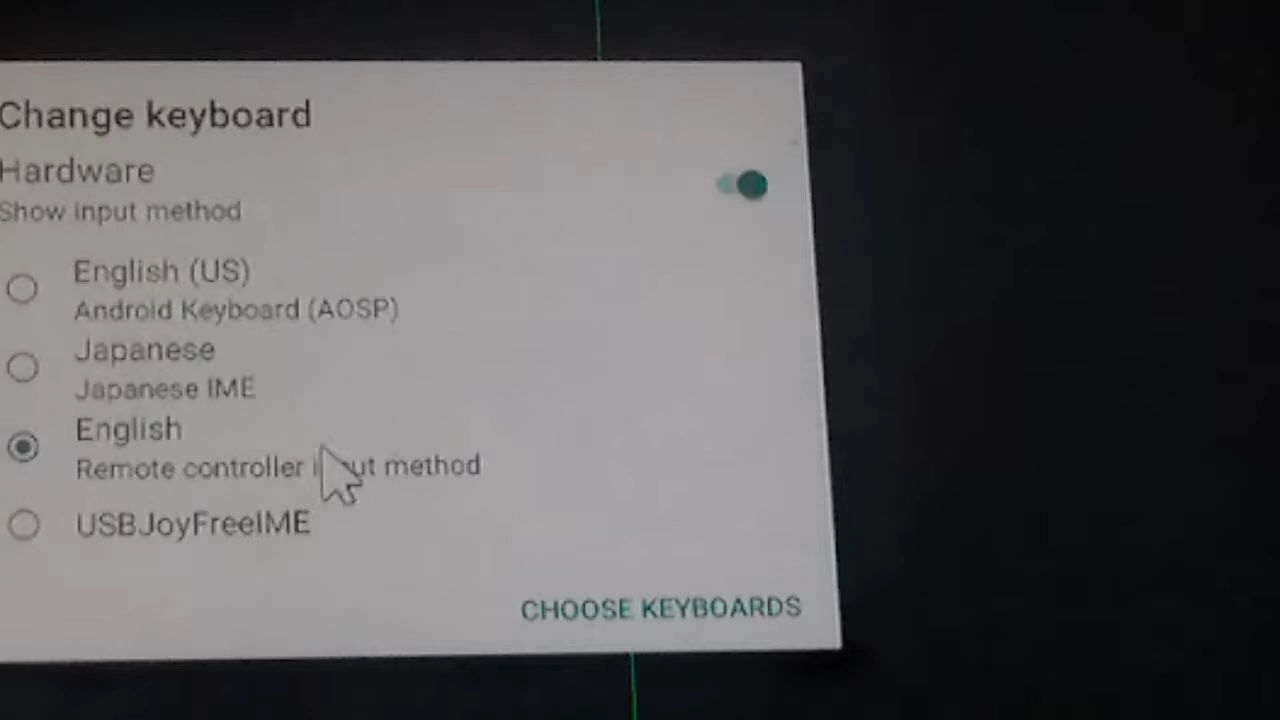 Change keyboard
Hardware
Show input method
English (US)
Android Keyboard (AOSP)
Japanese
Japanese IME
English
Remote controller input method
USBJoyFreeIME
CHOOSE KEYBOARDS